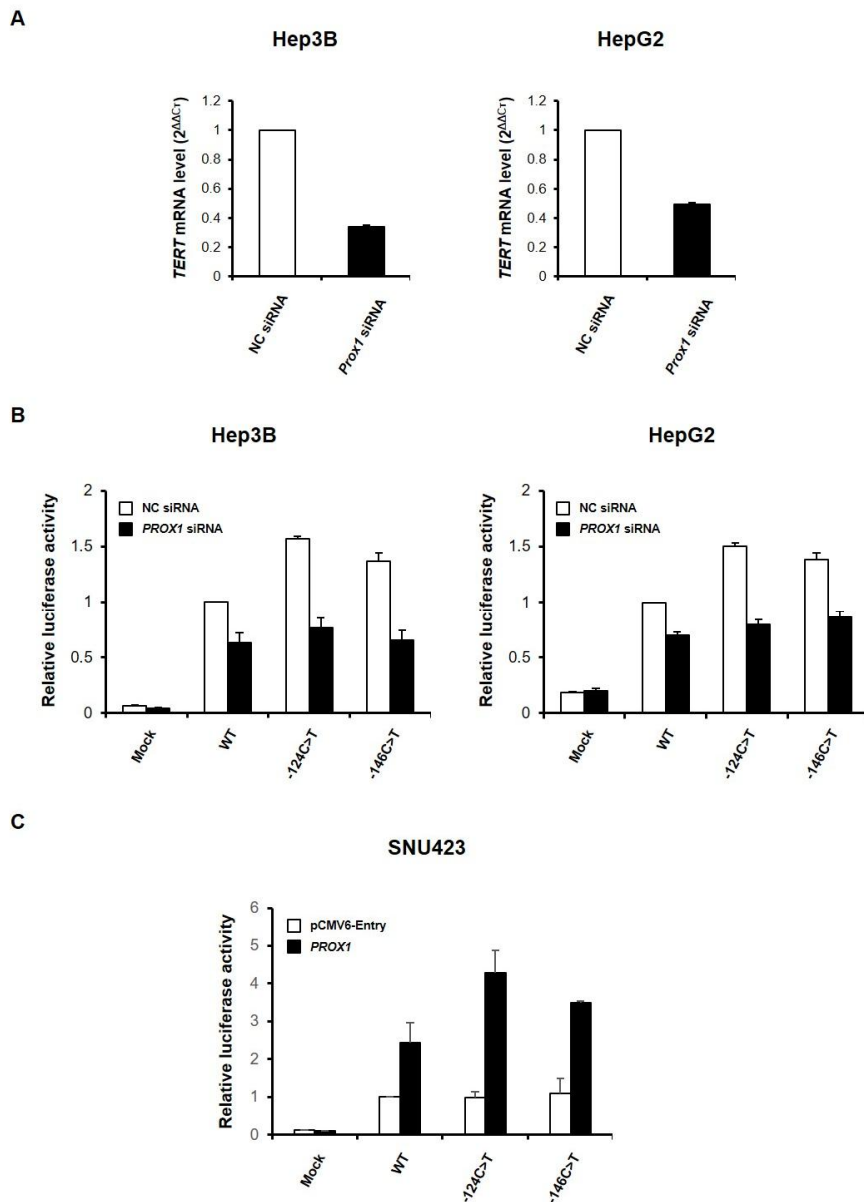 A
Hep3B
HepG2
TERT mRNA level (2^ΔΔCT)
1.2
1
0.8
0.6
0.4
0.2
0
NC siRNA
Prox1 siRNA
TERT mRNA level (2^ΔΔCT)
1.2
1
0.8
0.6
0.4
0.2
0
NC siRNA
Prox1 siRNA
B
Hep3B
HepG2
Relative luciferase activity
2
1.5
1
0.5
0
NC siRNA
PROX1 siRNA
Mock
WT
-124C>T
-146C>T
Relative luciferase activity
2
1.5
1
0.5
0
NC siRNA
PROX1 siRNA
Mock
WT
-124C>T
-146C>T
C
SNU423
Relative luciferase activity
6
5
4
3
2
1
0
pCMV6-Entry
PROX1
Mock
WT
-124C>T
-146C>T